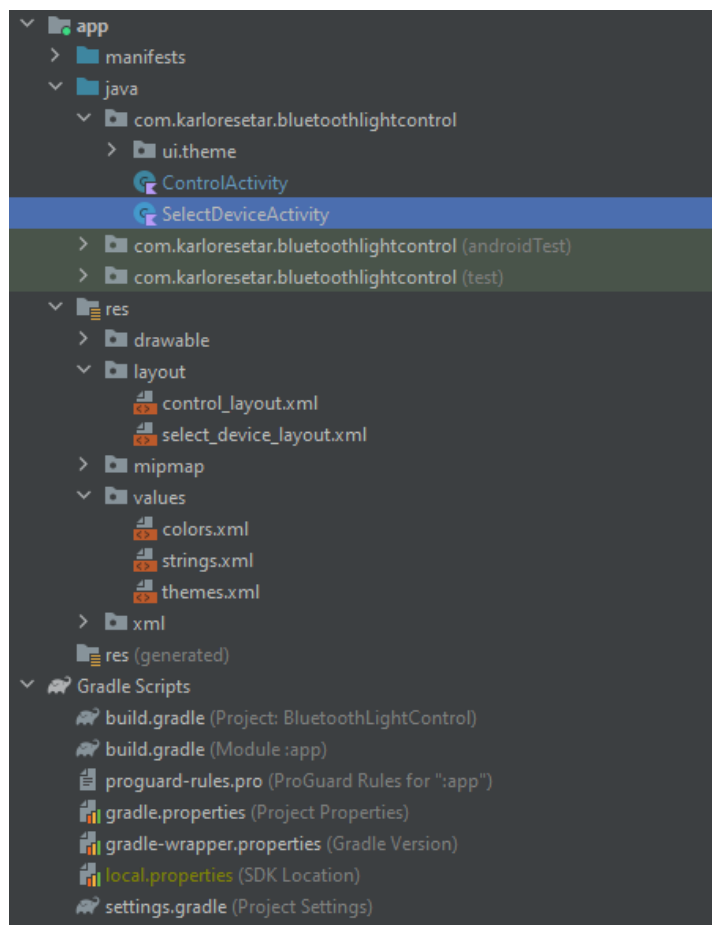 app
manifests
java
com.karloresetar.bluetoothlightcontrol
ui.theme
ControlActivity
SelectDeviceActivity
com.karloresetar.bluetoothlightcontrol (androidTest)
com.karloresetar.bluetoothlightcontrol (test)
res
drawable
layout
control_layout.xml
select_device_layout.xml
mipmap
values
colors.xml
strings.xml
themes.xml
xml
res (generated)
Gradle Scripts
build.gradle (Project: BluetoothLightControl)
build.gradle (Module :app)
proguard-rules.pro (ProGuard Rules for ":app")
gradle.properties (Project Properties)
gradle-wrapper.properties (Gradle Version)
local.properties (SDK Location)
settings.gradle (Project Settings)